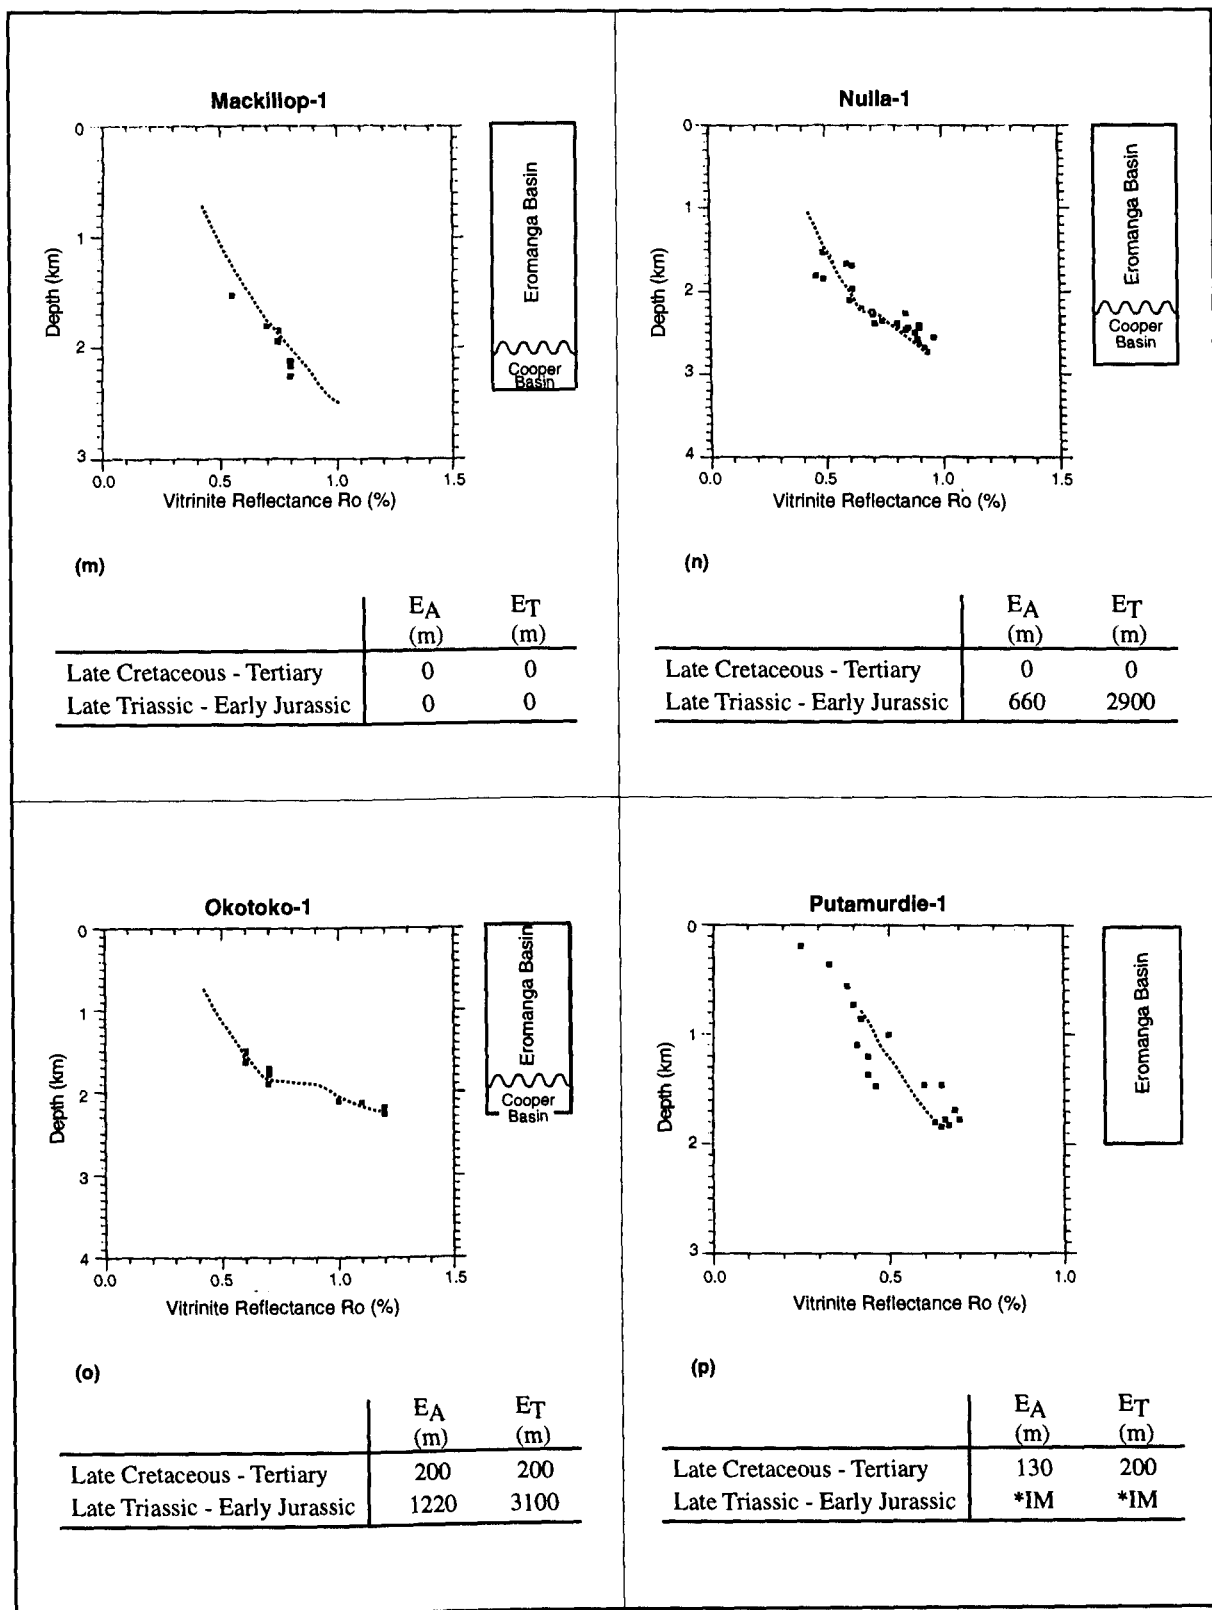 Mackillop-1
0
1
2
3
Depth (km)
0.0 0.5 1.0 1.5
Vitrinite Reflectance Ro (%)
Eromanga Basin
Cooper
Basin
(m)
EA ET
(m) (m)
Late Cretaceous - Tertiary 0 0
Late Triassic - Early Jurassic 0 0
Nulla-1
0
1
2
3
4
Depth (km)
0.0 0.5 1.0 1.5
Vitrinite Reflectance Ro (%)
Eromanga Basin
Cooper
Basin
(n)
EA ET
(m) (m)
Late Cretaceous - Tertiary 0 0
Late Triassic - Early Jurassic 660 2900
Okotoko-1
0
1
2
3
4
Depth (km)
0.0 0.5 1.0 1.5
Vitrinite Reflectance Ro (%)
Eromanga Basin
Cooper
Basin
(o)
EA ET
(m) (m)
Late Cretaceous - Tertiary 200 200
Late Triassic - Early Jurassic 1220 3100
Putamurdie-1
0
1
2
3
Depth (km)
0.0 0.5 1.0
Vitrinite Reflectance Ro (%)
Eromanga Basin
(p)
EA ET
(m) (m)
Late Cretaceous - Tertiary 130 200
Late Triassic - Early Jurassic *IM *IM